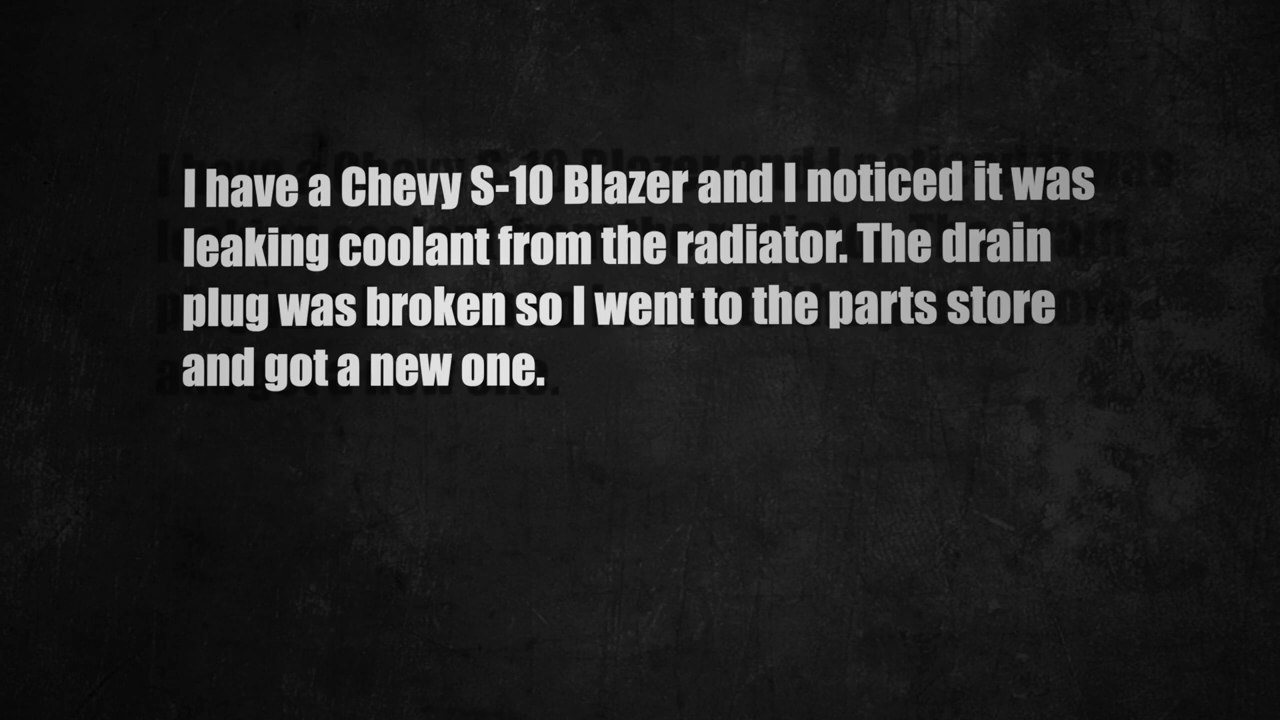 I have a Chevy S-10 Blazer and I noticed it was
leaking coolant from the radiator. The drain
plug was broken so I went to the parts store
and got a new one.